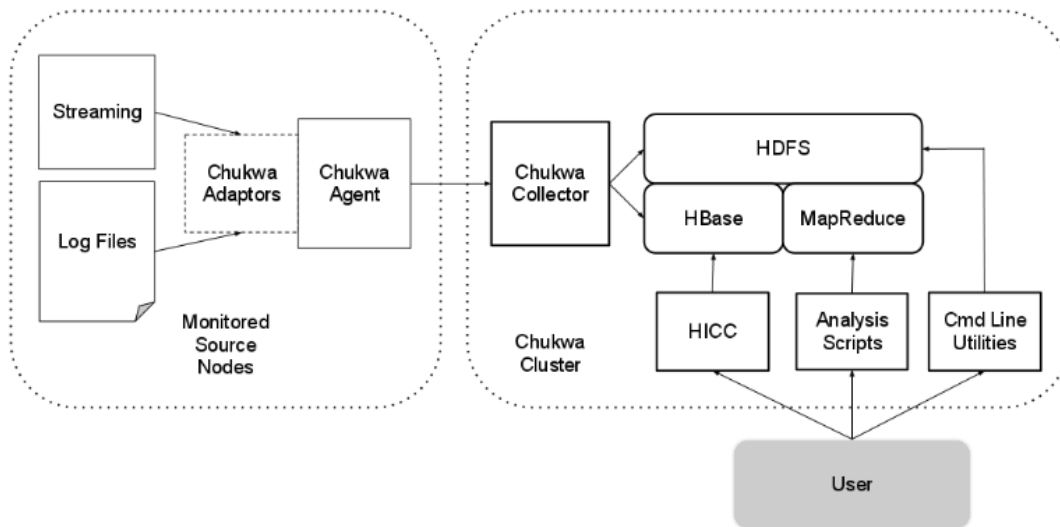 Streaming
Log Files
Chukwa
Adaptors
Chukwa
Agent
Monitored
Source
Nodes
Chukwa
Collector
HDFS
HBase
MapReduce
HICC
Analysis
Scripts
Cmd Line
Utilities
Chukwa
Cluster
User